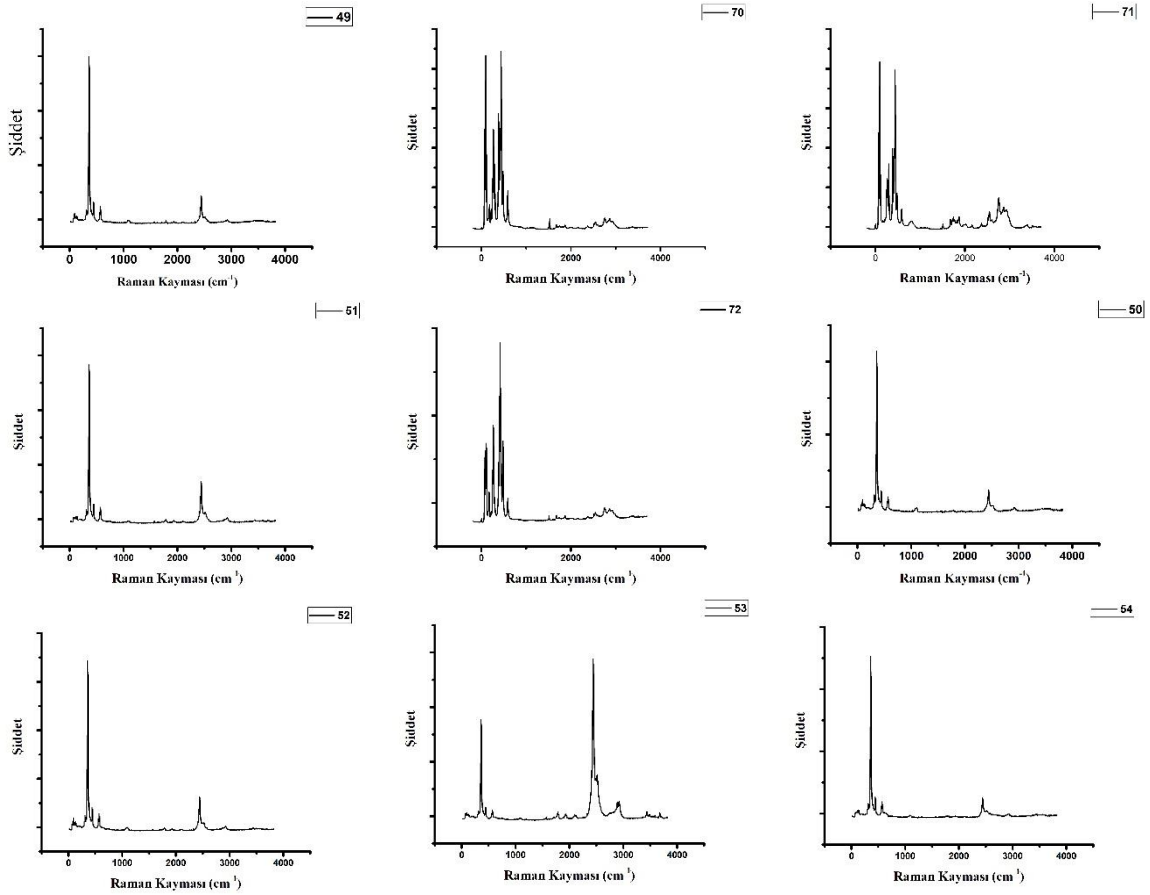 49
Şiddet
0 1000 2000 3000 4000
Raman Kayması (cm-1)
70
Şiddet
0 2000 4000
Raman Kayması (cm-1)
71
Şiddet
0 2000 4000
Raman Kayması (cm-1)
51
Şiddet
0 1000 2000 3000 4000
Raman Kayması (cm-1)
72
Şiddet
0 2000 4000
Raman Kayması (cm-1)
50
Şiddet
0 1000 2000 3000 4000
Raman Kayması (cm-1)
52
Şiddet
0 1000 2000 3000 4000
Raman Kayması (cm-1)
53
Şiddet
0 1000 2000 3000 4000
Raman Kayması (cm-1)
54
Şiddet
0 1000 2000 3000 4000
Raman Kayması (cm-1)